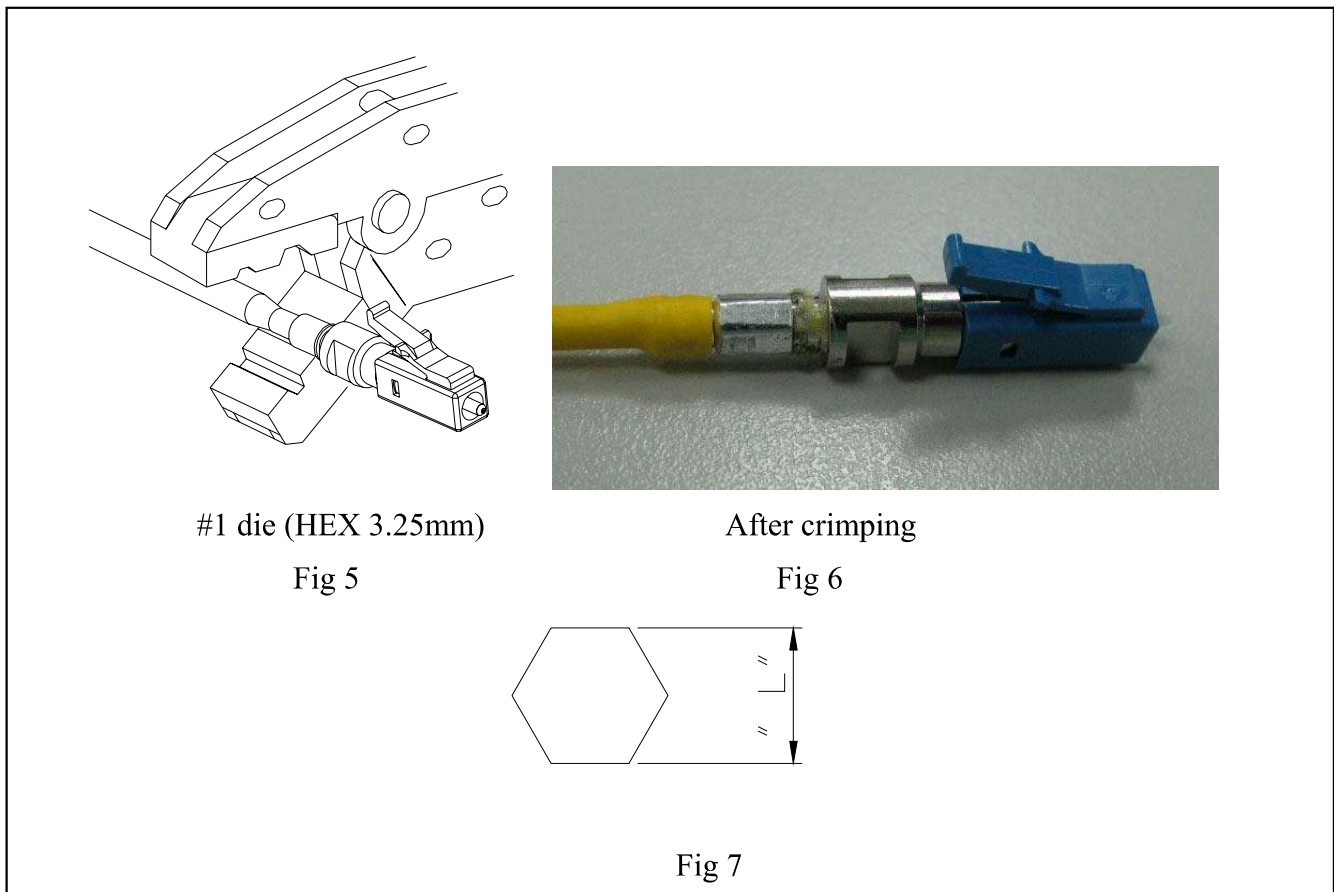 #1 die (HEX 3.25mm)
After crimping
Fig 5
Fig 6
"L"
Fig 7